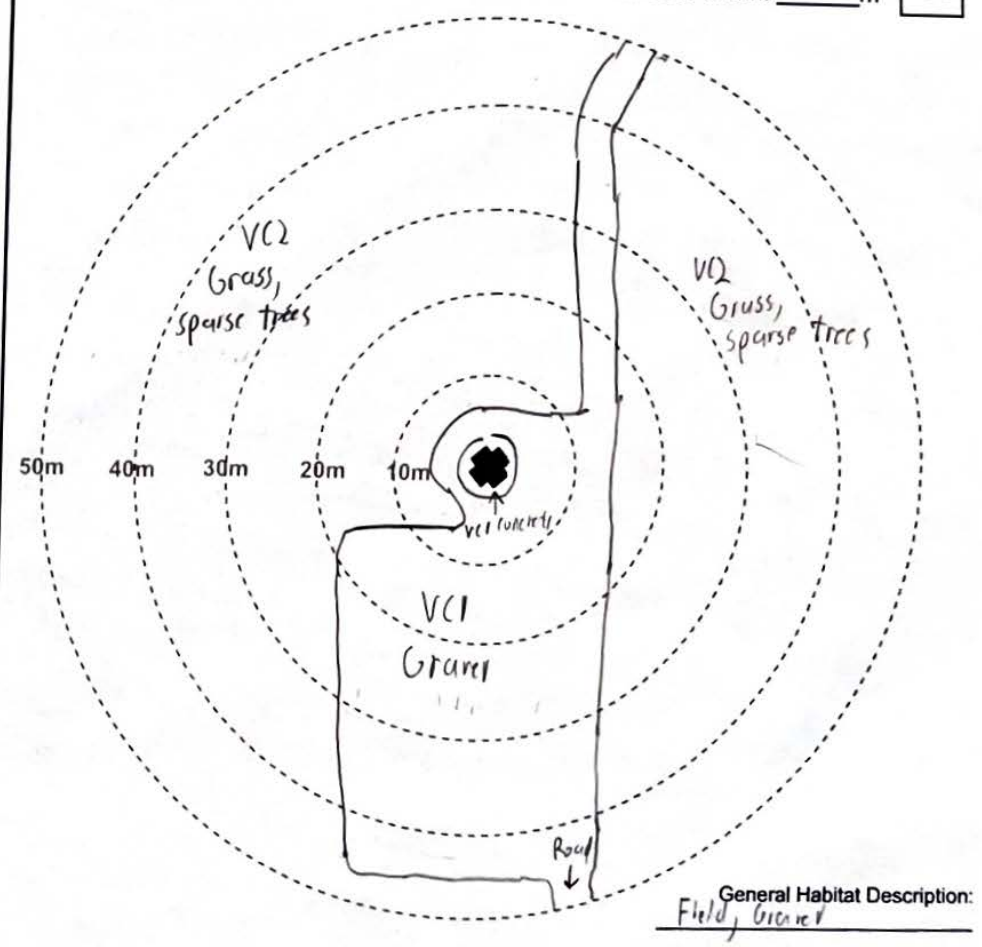 VC2
Grass,
sparse trees
VC2
Grass,
sparse trees
50m 40m 30m 20m 10m
VC1 Concrete
VC1
Gravel
Road
General Habitat Description:
Field, Gravel